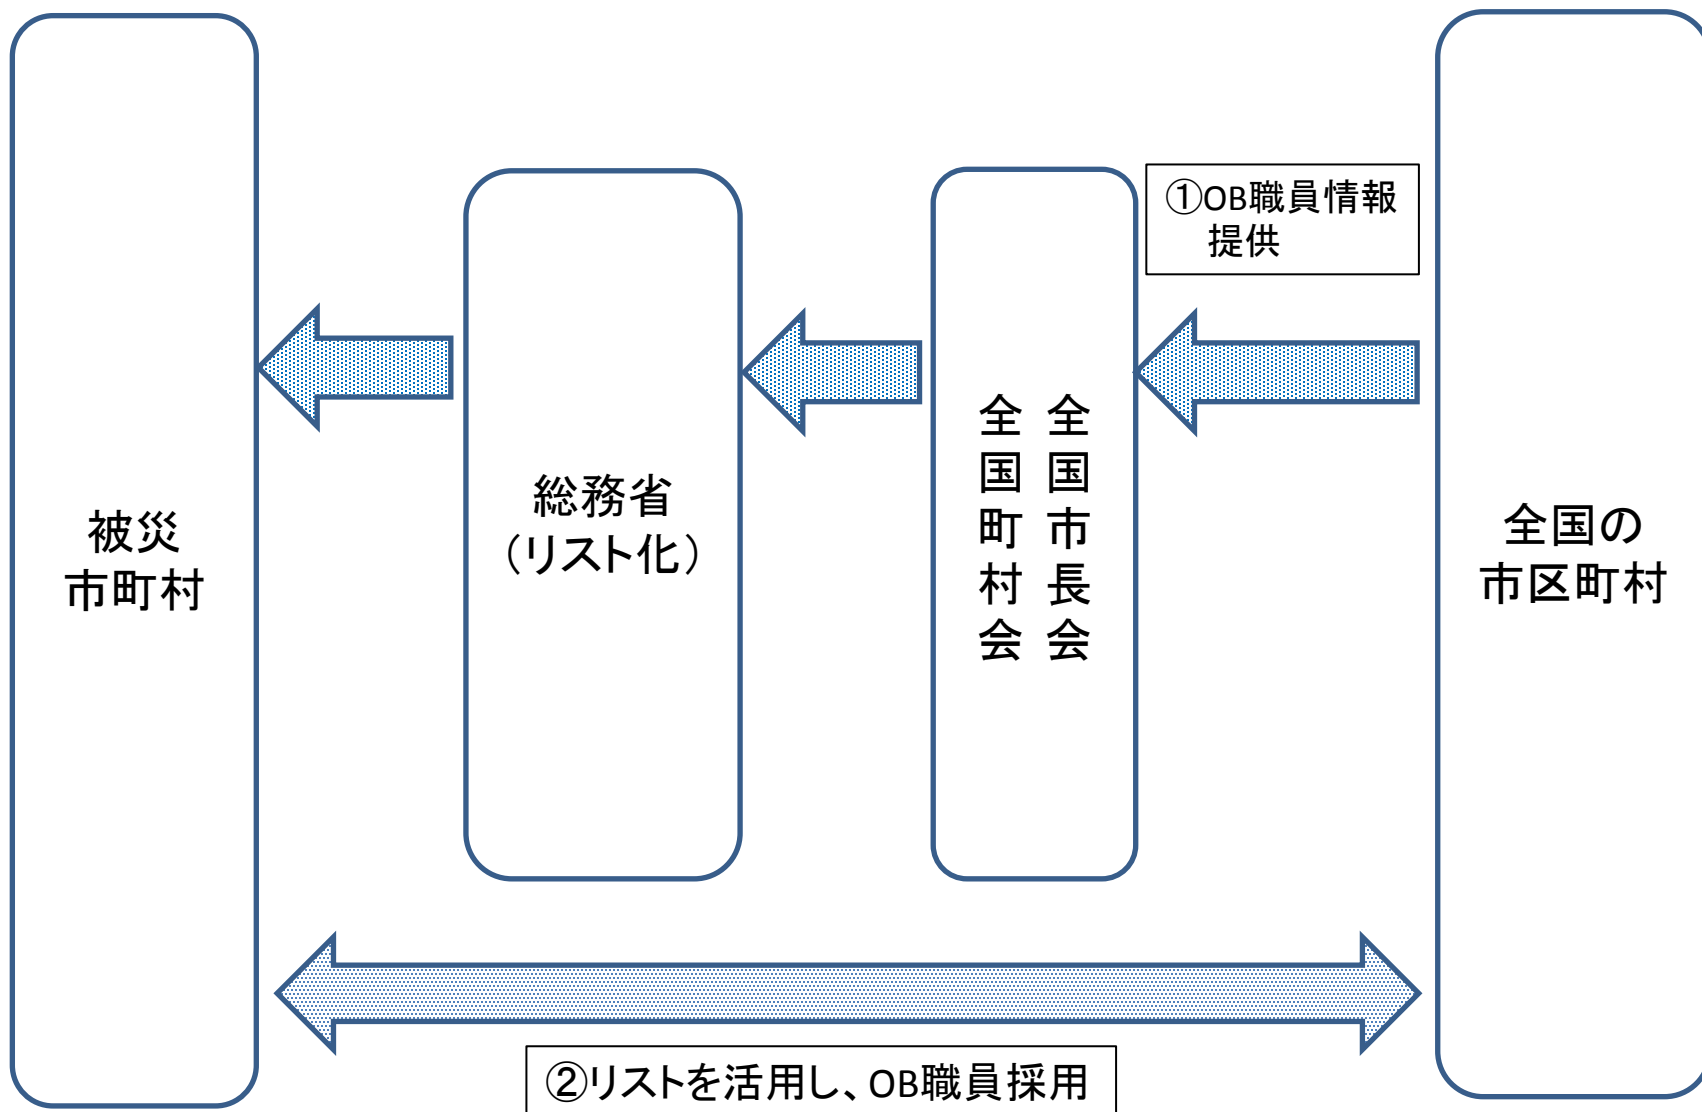 被災
市町村
総務省
（リスト化）
全国市長会
全国町村会
①OB職員情報
提供
全国の
市区町村
②リストを活用し、OB職員採用